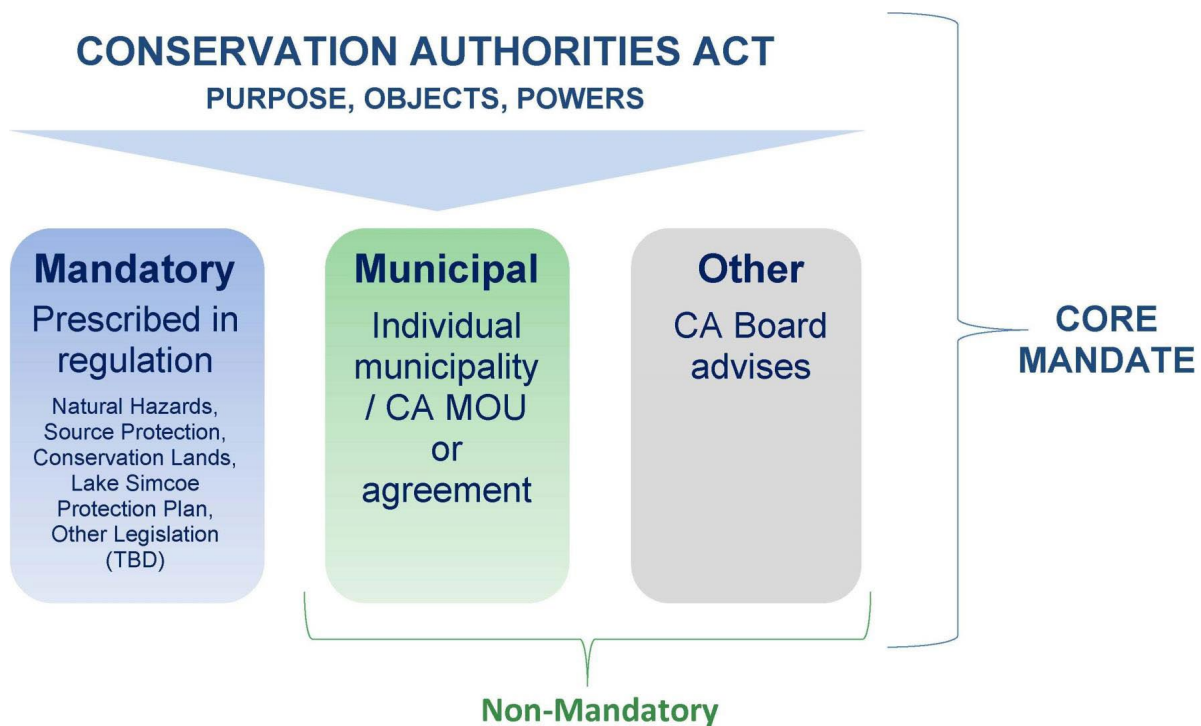 CONSERVATION AUTHORITIES ACT
PURPOSE, OBJECTS, POWERS
Mandatory
Prescribed in
regulation
Natural Hazards,
Source Protection,
Conservation Lands,
Lake Simcoe
Protection Plan,
Other Legislation
(TBD)
Municipal
Individual
municipality
/ CA MOU
or
agreement
Other
CA Board
advises
CORE
MANDATE
Non-Mandatory